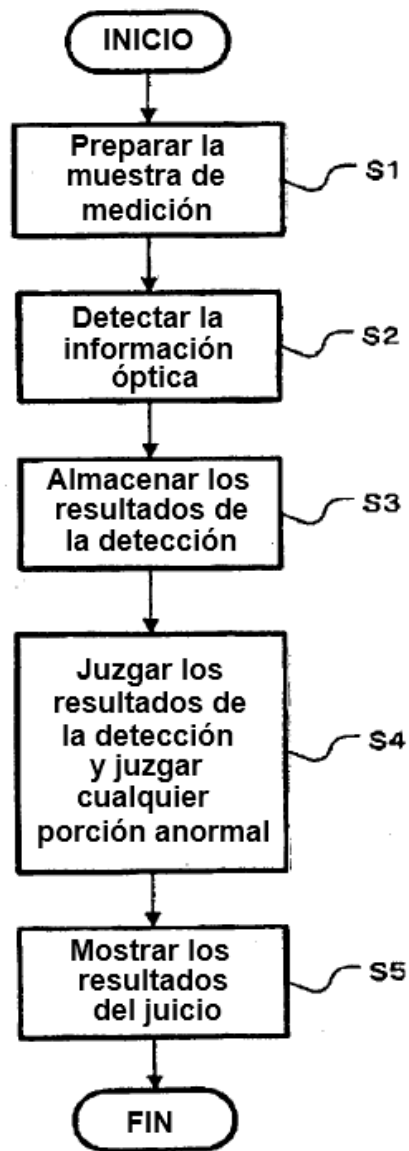 INICIO
Preparar la
muestra de
medición
S1
Detectar la
información
óptica
S2
Almacenar los
resultados de
la detección
S3
Juzgar los
resultados de
la detección
y juzgar
cualquier
porción anormal
S4
Mostrar los
resultados
del juicio
S5
FIN